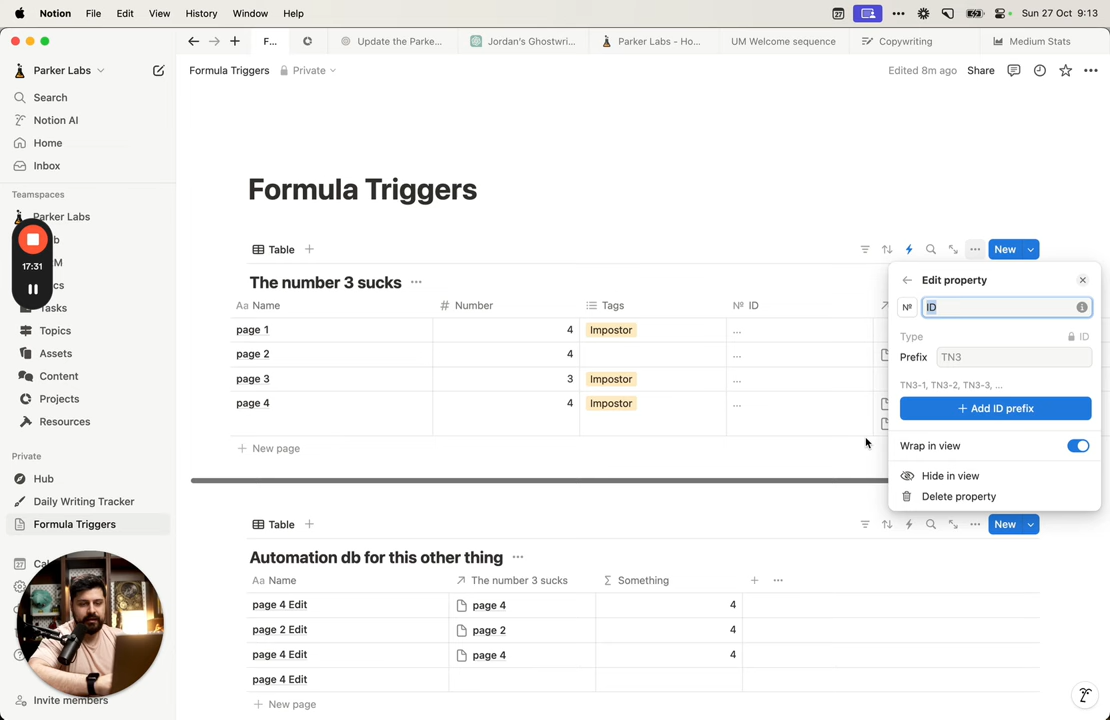 Notion File Edit View History Window Help
27 Sun 27 Oct 9:13
F... Update the Parke... Jordan's Ghostwri... Parker Labs - Ho... UM Welcome sequence Copywriting Medium Stats
Parker Labs
Formula Triggers Private
Edited 8m ago Share
Search
Notion AI
Home
Inbox
Teamspaces
Parker Labs
17:31
Tasks
Topics
Assets
Content
Projects
Resources
Private
Hub
Daily Writing Tracker
Formula Triggers
27
Invite members
Formula Triggers
Table
New
The number 3 sucks
Aa Name # Number Tags Nº ID
page 1 4 Impostor ...
page 2 4 ...
page 3 3 Impostor ...
page 4 4 Impostor ...
New page
Edit property
Nº ID
Type ID
Prefix TN3
TN3-1, TN3-2, TN3-3, ...
Add ID prefix
Wrap in view
Hide in view
Delete property
Table
New
Automation db for this other thing
Aa Name The number 3 sucks Σ Something
page 4 Edit page 4 4
page 2 Edit page 2 4
page 4 Edit page 4 4
page 4 Edit
New page